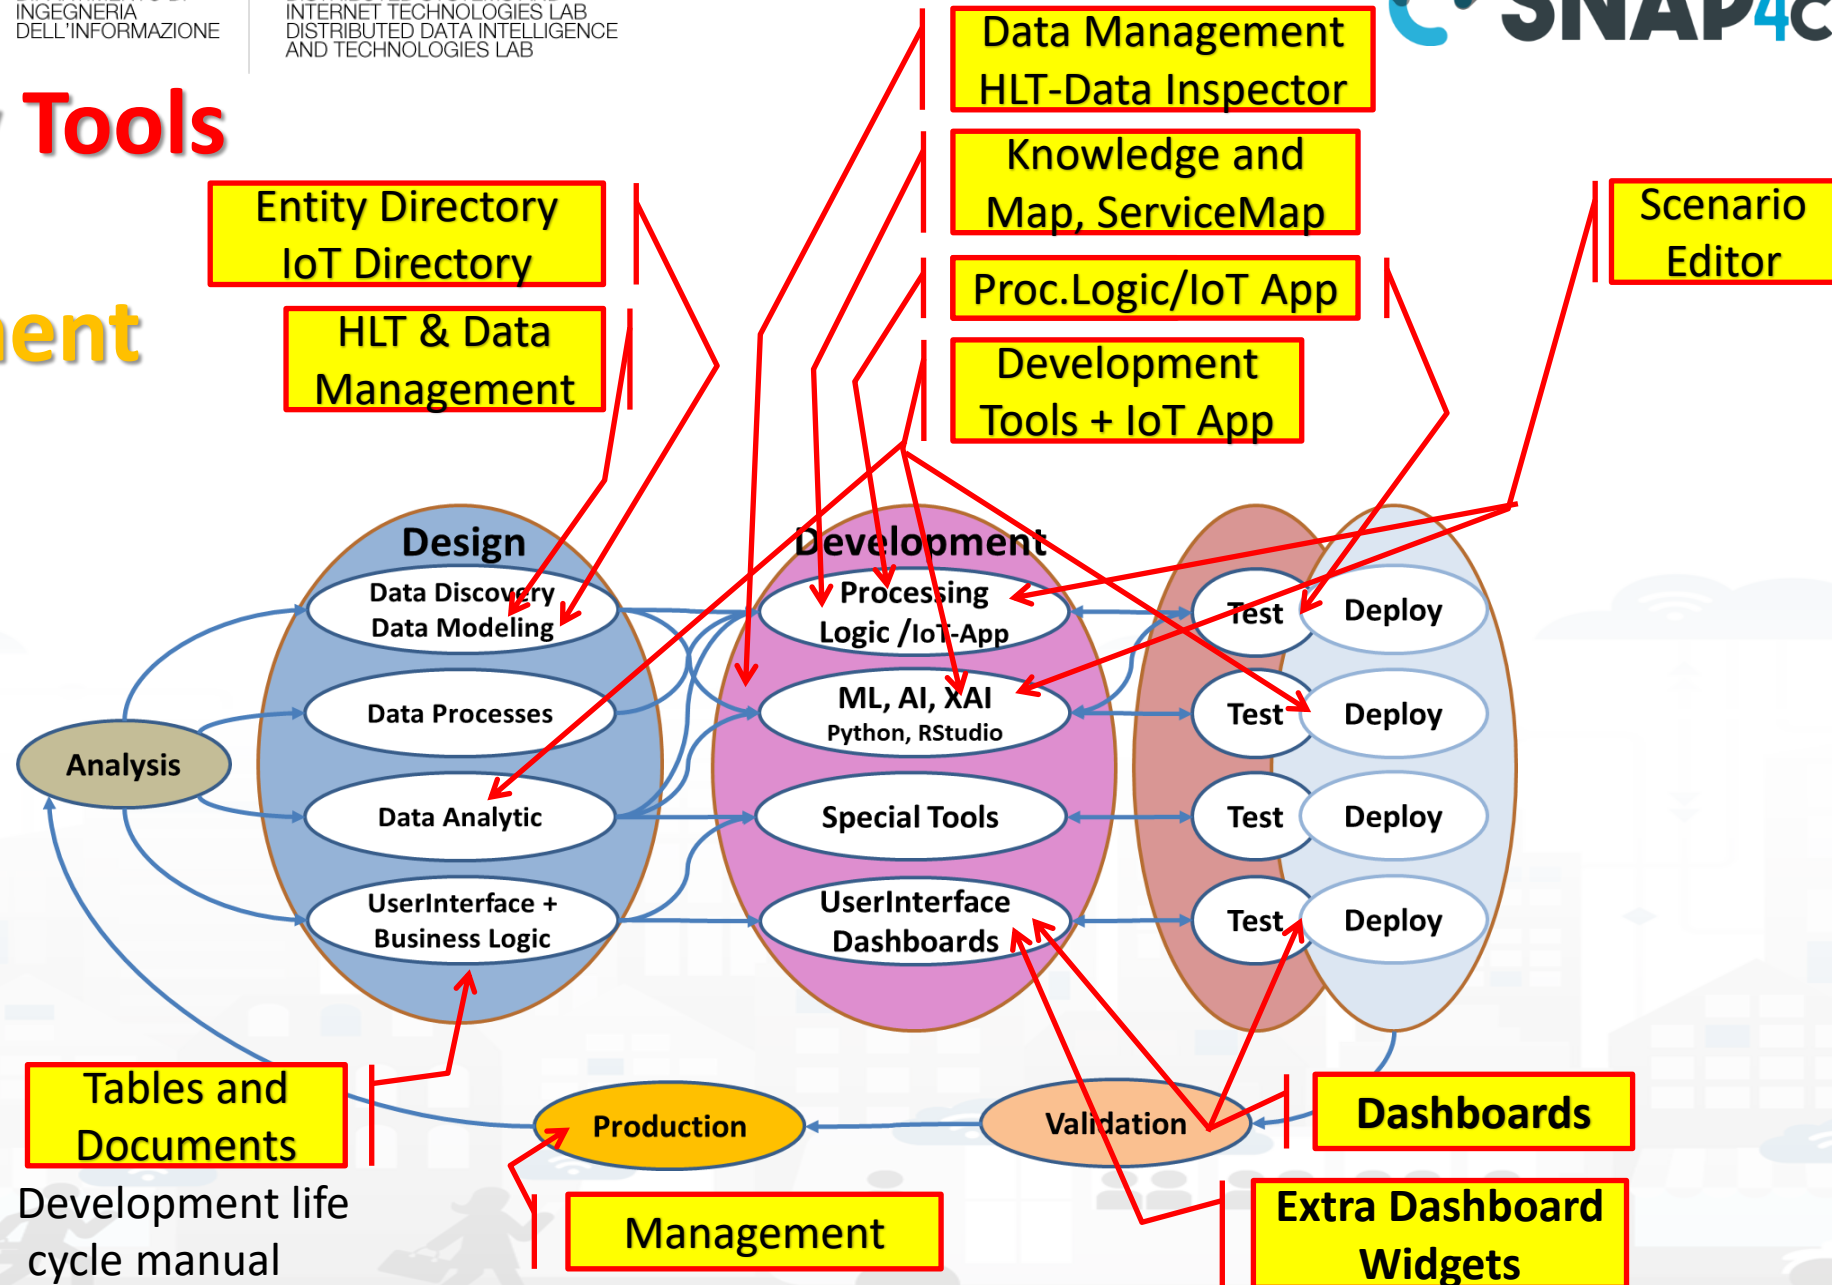 INGEGNERIA
DELL'INFORMAZIONE
INTERNET TECHNOLOGIES LAB
DISTRIBUTED DATA INTELLIGENCE
AND TECHNOLOGIES LAB
Tools
Data Management
HLT-Data Inspector
Knowledge and
Map, ServiceMap
Entity Directory
IoT Directory
Scenario
Editor
Proc.Logic/IoT App
HLT & Data
Management
Development
Tools + IoT App
Design
Data Discovery
Data Modeling
Data Processes
Data Analytic
UserInterface +
Business Logic
Analysis
Development
Processing
Logic /IoT-App
ML, AI, XAI
Python, RStudio
Special Tools
UserInterface
Dashboards
Test
Deploy
Test
Deploy
Test
Deploy
Test
Deploy
Tables and
Documents
Development life
cycle manual
Production
Validation
Dashboards
Management
Extra Dashboard
Widgets